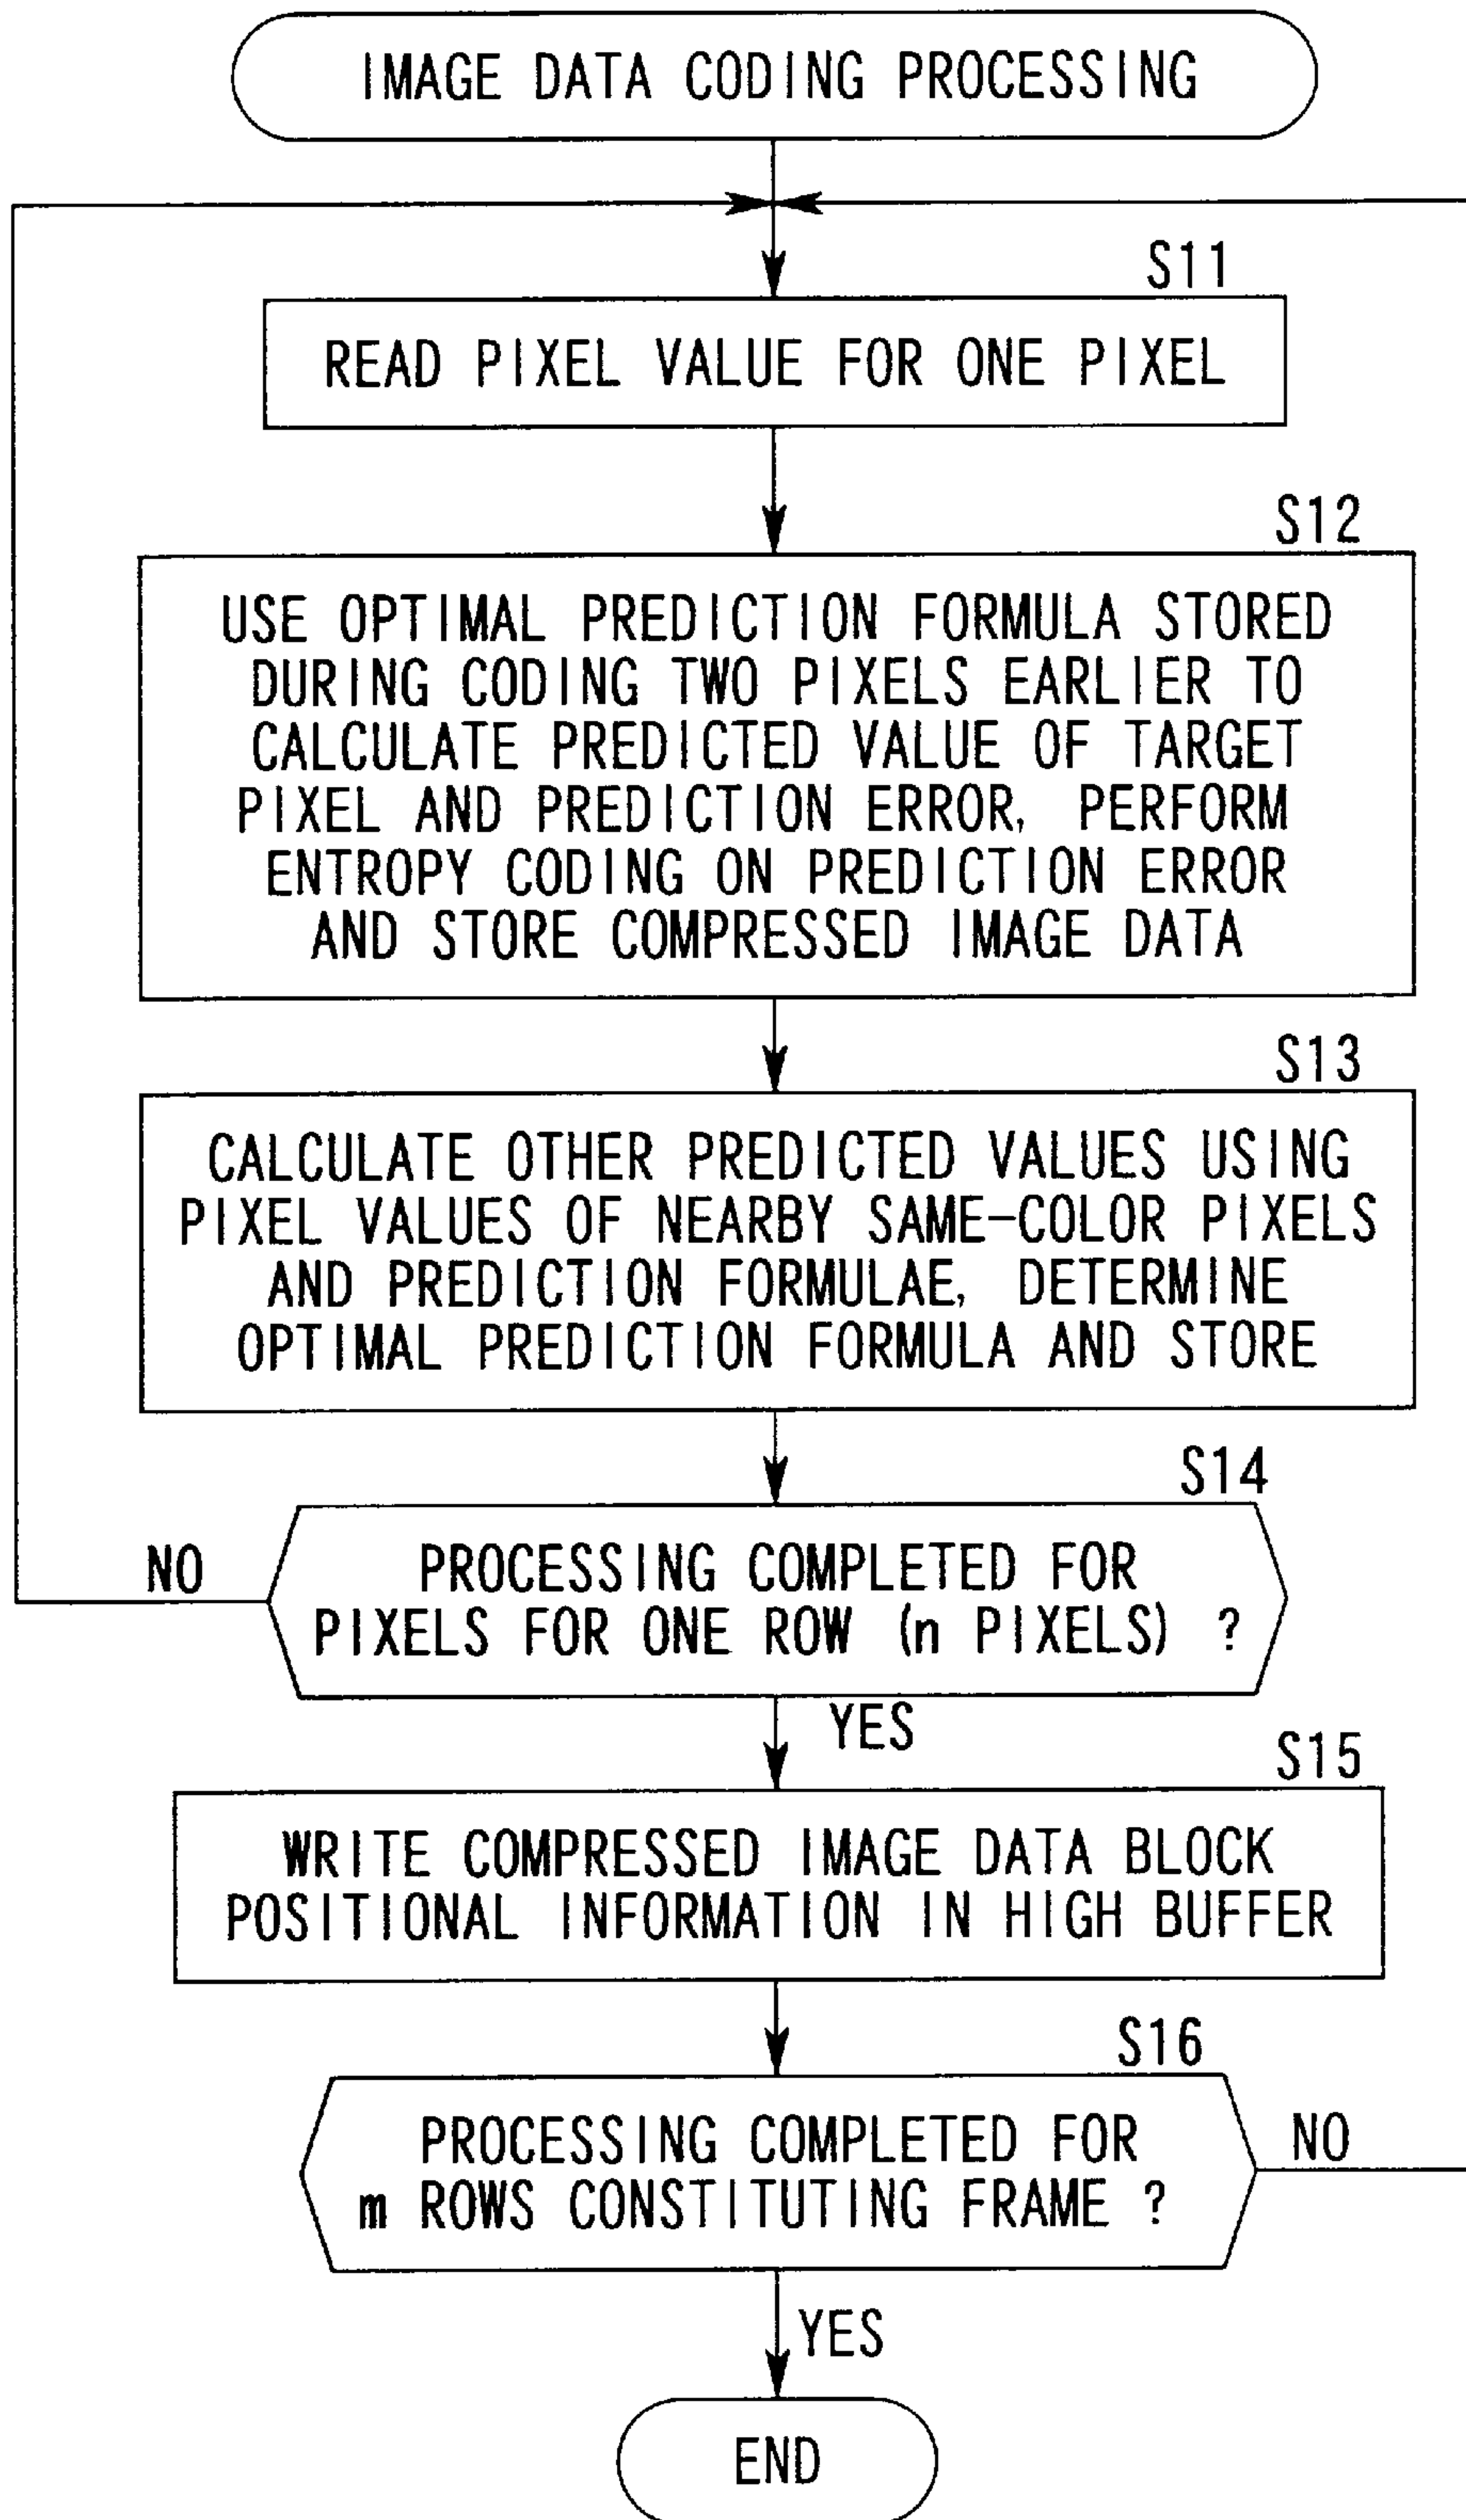 IMAGE DATA CODING PROCESSING
S11
READ PIXEL VALUE FOR ONE PIXEL
S12
USE OPTIMAL PREDICTION FORMULA STORED
DURING CODING TWO PIXELS EARLIER TO
CALCULATE PREDICTED VALUE OF TARGET
PIXEL AND PREDICTION ERROR, PERFORM
ENTROPY CODING ON PREDICTION ERROR
AND STORE COMPRESSED IMAGE DATA
S13
CALCULATE OTHER PREDICTED VALUES USING
PIXEL VALUES OF NEARBY SAME-COLOR PIXELS
AND PREDICTION FORMULAE, DETERMINE
OPTIMAL PREDICTION FORMULA AND STORE
S14
NO
PROCESSING COMPLETED FOR
PIXELS FOR ONE ROW (n PIXELS) ?
YES
S15
WRITE COMPRESSED IMAGE DATA BLOCK
POSITIONAL INFORMATION IN HIGH BUFFER
S16
PROCESSING COMPLETED FOR
m ROWS CONSTITUTING FRAME ?
NO
YES
END